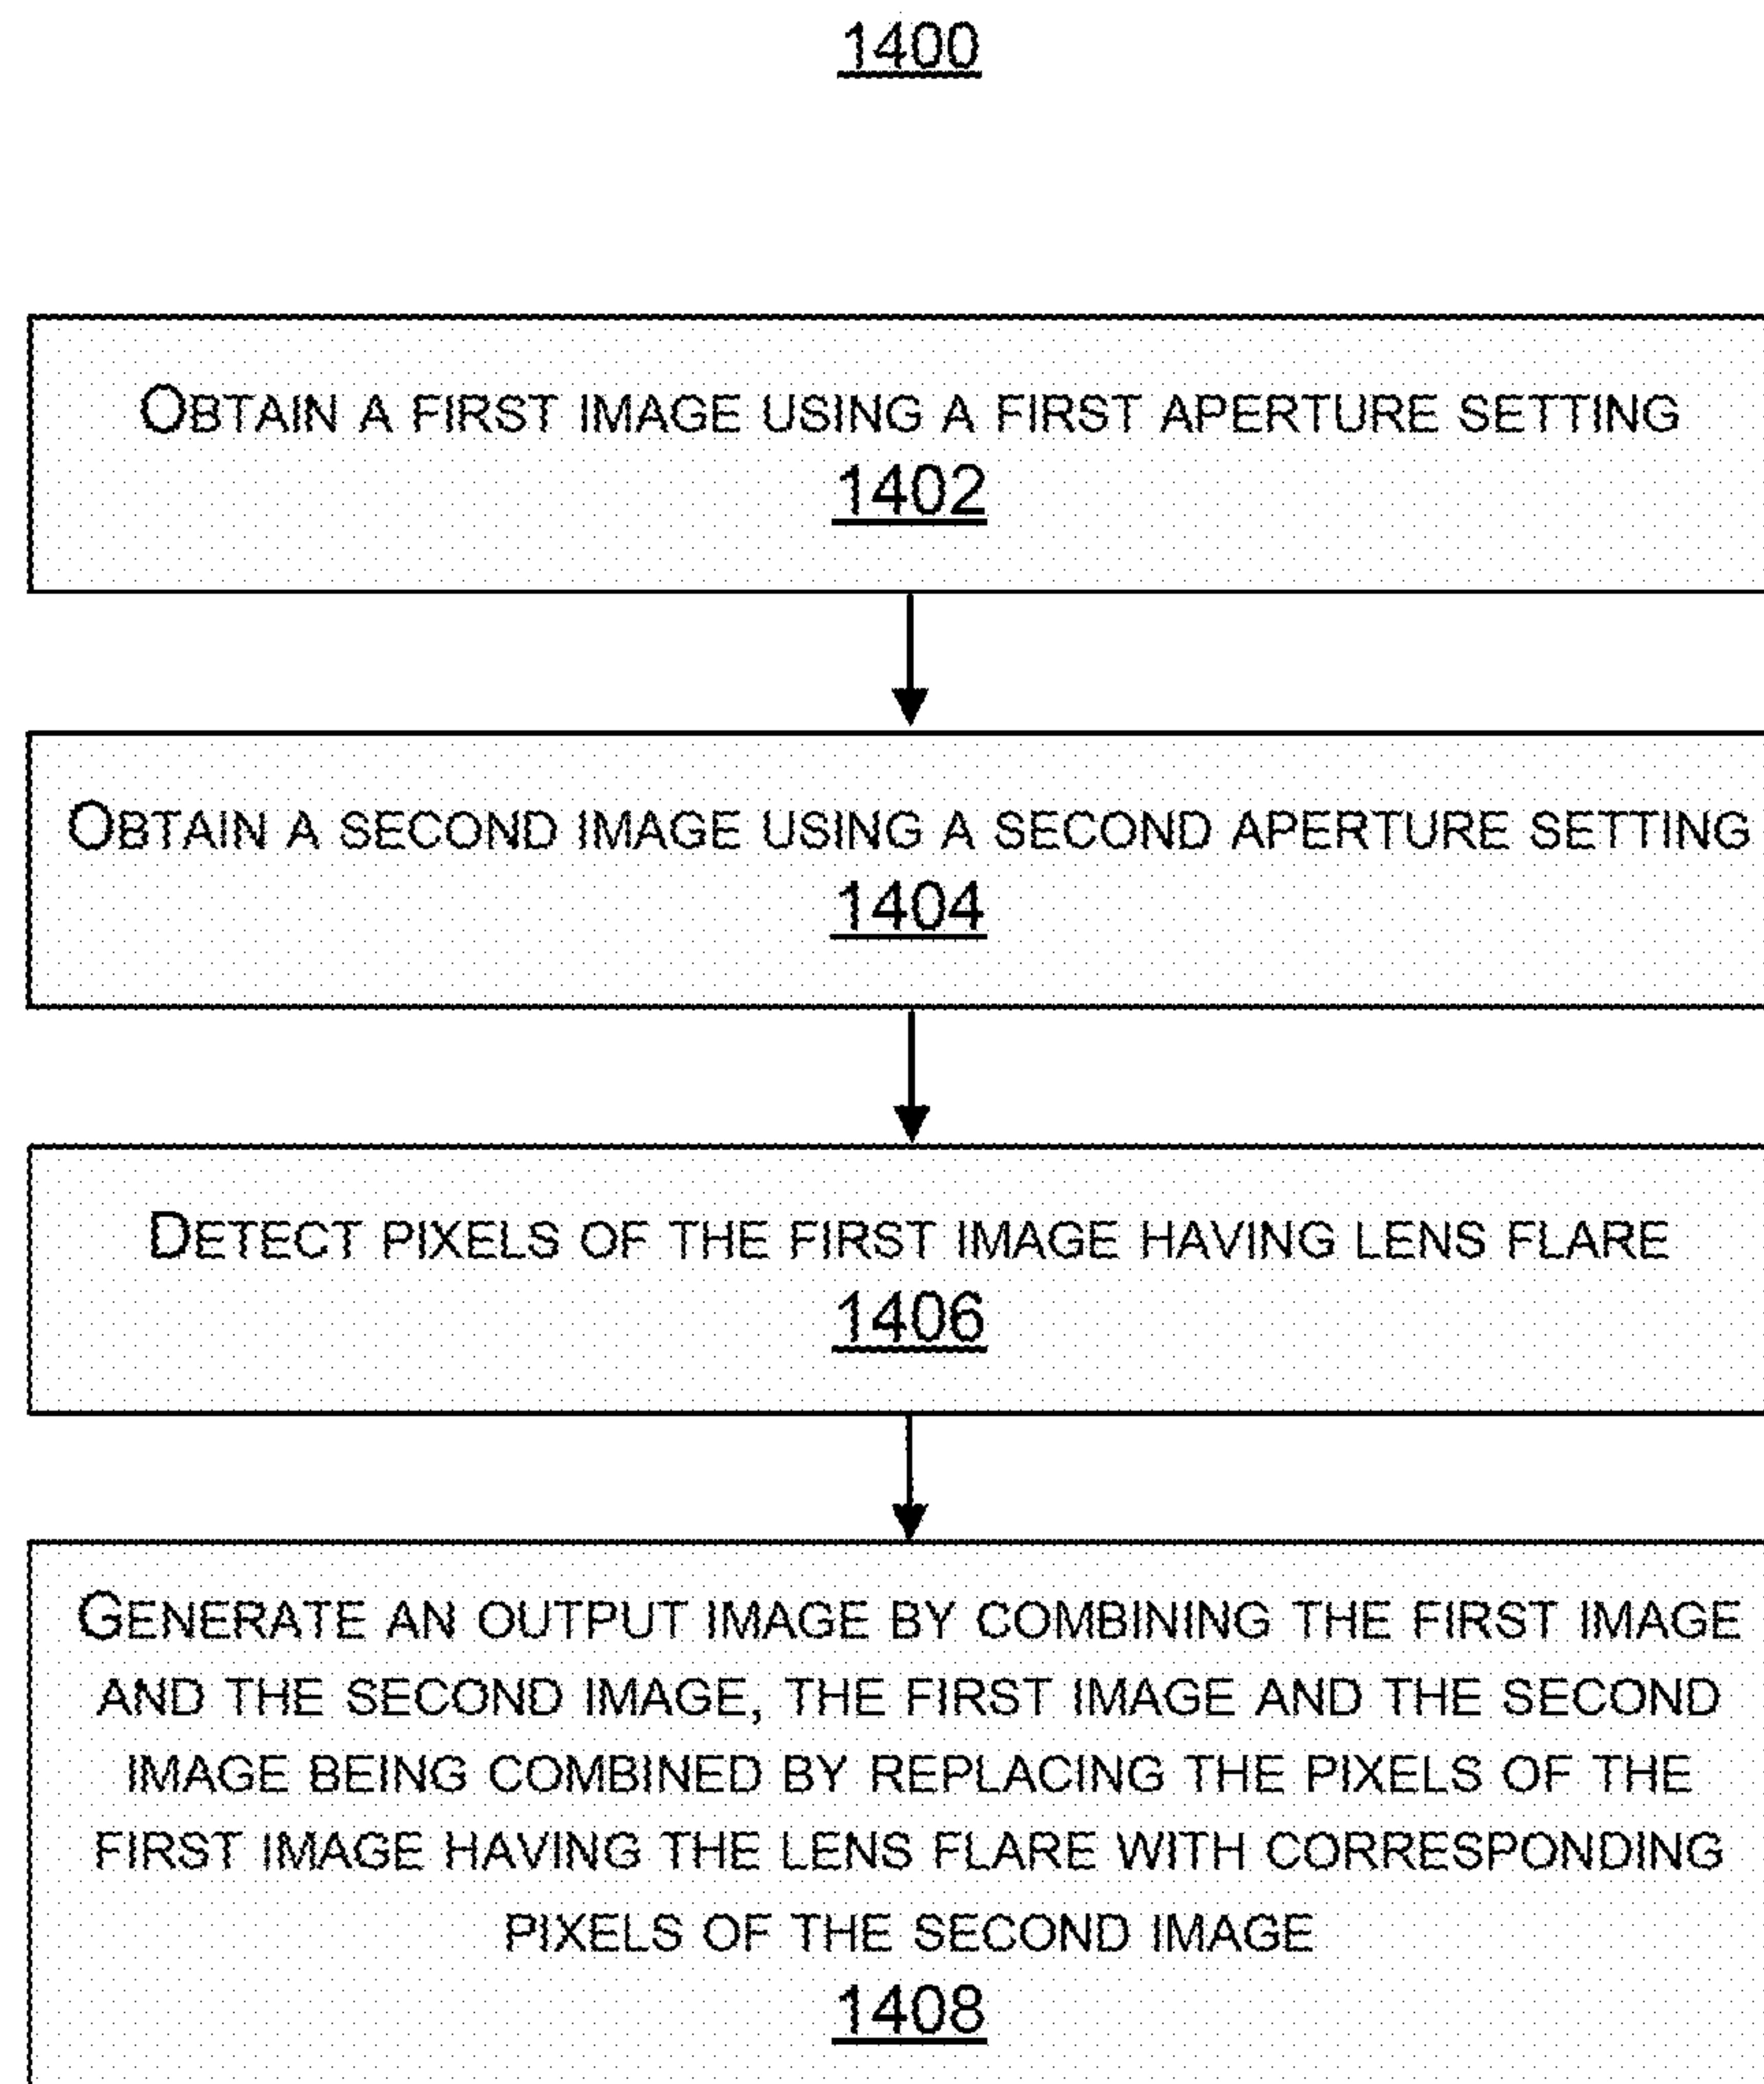 1400
OBTAIN A FIRST IMAGE USING A FIRST APERTURE SETTING
1402
OBTAIN A SECOND IMAGE USING A SECOND APERTURE SETTING
1404
DETECT PIXELS OF THE FIRST IMAGE HAVING LENS FLARE
1406
GENERATE AN OUTPUT IMAGE BY COMBINING THE FIRST IMAGE
AND THE SECOND IMAGE, THE FIRST IMAGE AND THE SECOND
IMAGE BEING COMBINED BY REPLACING THE PIXELS OF THE
FIRST IMAGE HAVING THE LENS FLARE WITH CORRESPONDING
PIXELS OF THE SECOND IMAGE
1408